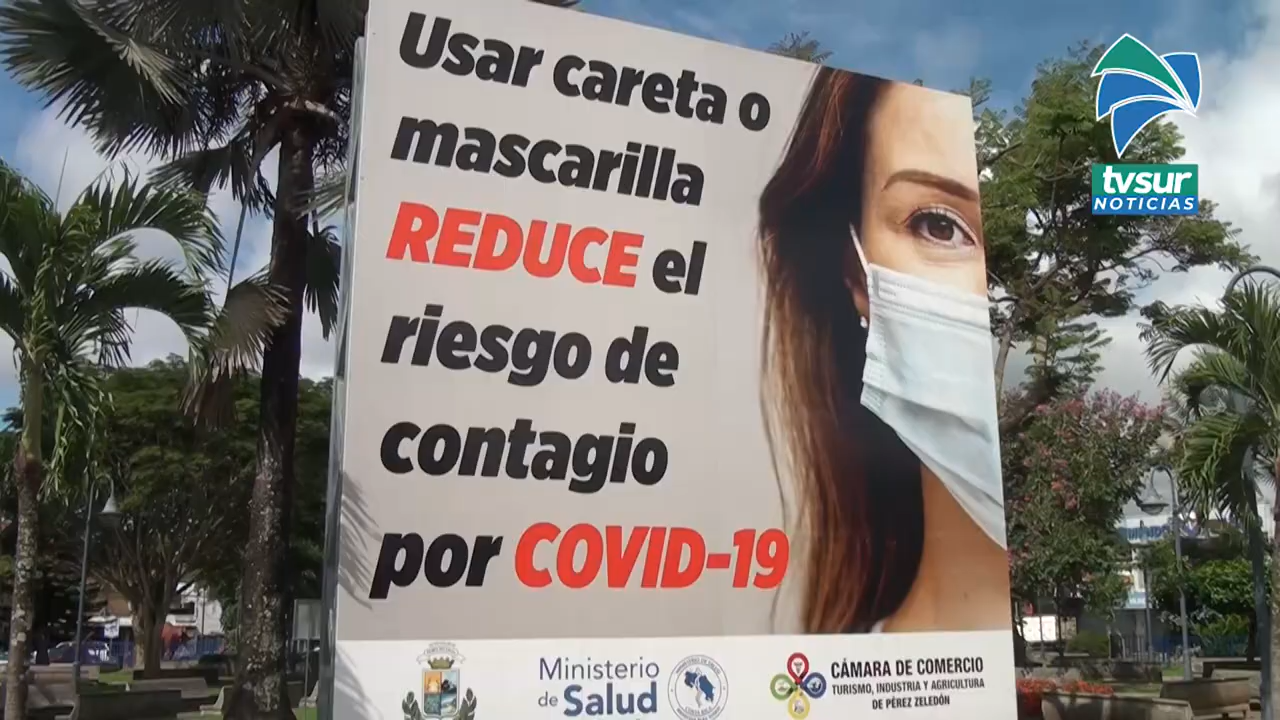 Usar careta o
mascarilla
REDUCE el
riesgo de
contagio
por COVID-19
Ministerio
de Salud
CÁMARA DE COMERCIO
TURISMO, INDUSTRIA Y AGRICULTURA
DE PÉREZ ZELEDÓN
tvsur
NOTICIAS